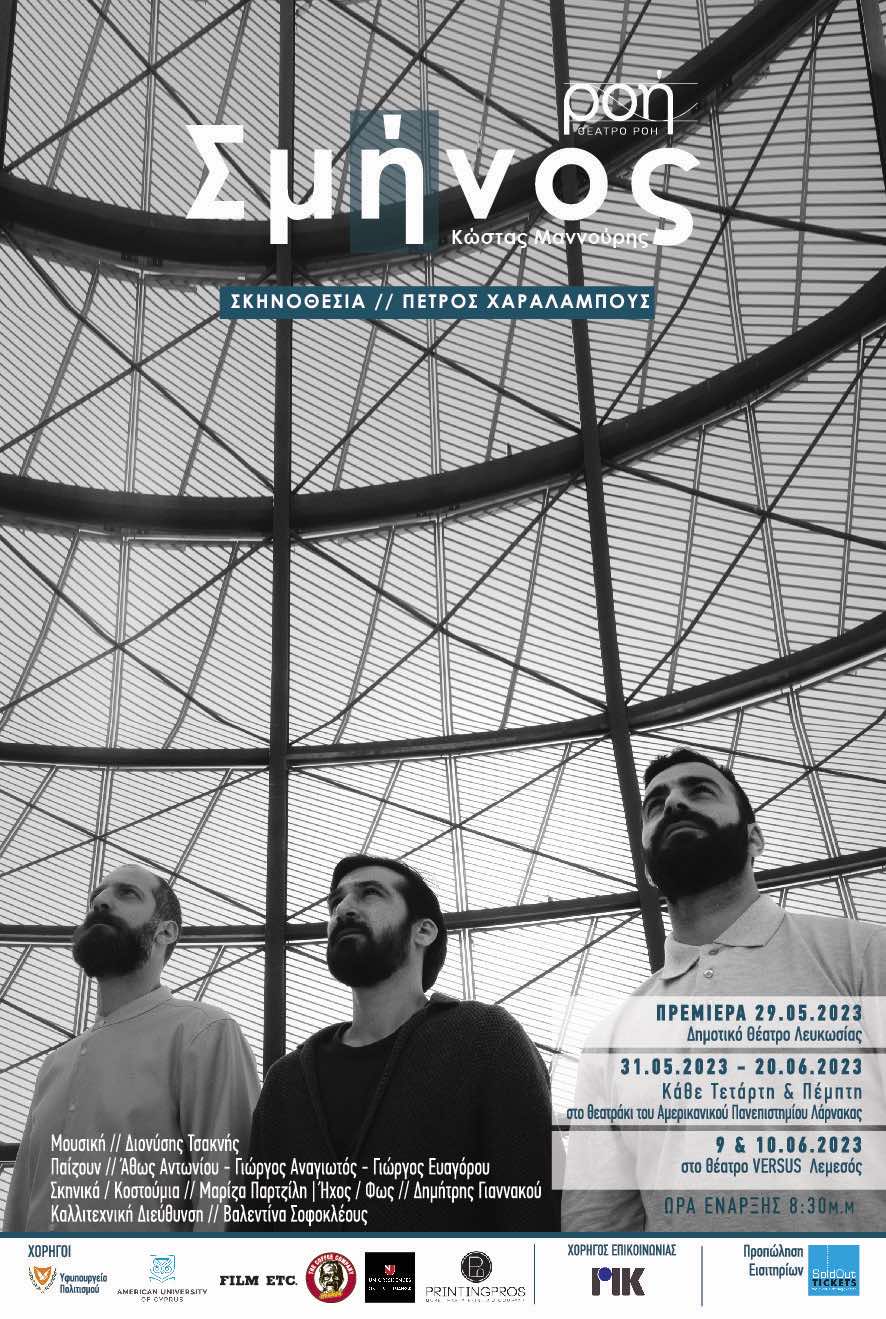 ροή
ΘΕΑΤΡΟ ΡΟΗ
Σμήνος
Κώστας Μαννούρης
ΣΚΗΝΟΘΕΣΙΑ // ΠΕΤΡΟΣ ΧΑΡΑΛΑΜΠΟΥΣ
ΠΡΕΜΙΕΡΑ 29.05.2023
Δημοτικό Θέατρο Λευκωσίας
31.05.2023 - 20.06.2023
Κάθε Τετάρτη & Πέμπτη
στο θεατράκι του Αμερικανικού Πανεπιστημίου Λάρνακας
9 & 10.06.2023
στο θέατρο VERSUS Λεμεσός
ΩΡΑ ΕΝΑΡΞΗΣ 8:30μ.μ
Μουσική // Διονύσης Τσακνής
Παίζουν // Άθως Αντωνίου - Γιώργος Αναγιωτός - Γιώργος Ευαγόρου
Σκηνικά / Κοστούμια // Μαρίζα Παρτζίλη | Ήχος / Φως // Δημήτρης Γιαννακού
Καλλιτεχνική Διεύθυνση // Βαλεντίνα Σοφοκλέους
ΧΟΡΗΓΟΙ
Υφυπουργείο
Πολιτισμού
AMERICAN UNIVERSITY
OF CYPRUS
FILM ETC.
THE COFFEE COMPANY
PRINTINGPROS
ΧΟΡΗΓΟΣ ΕΠΙΚΟΙΝΩΝΙΑΣ
ΡΙΚ
Προπώληση
Εισιτηρίων
SoldOut
TICKETS